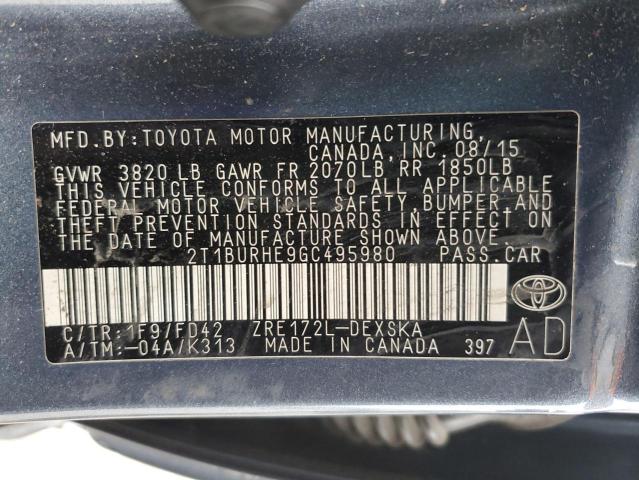 MFD.BY:TOYOTA MOTOR MANUFACTURING,
CANADA,INC. 08/15
GVWR 3820 LB GAWR FR 2070LB RR 1850LB
THIS VEHICLE CONFORMS TO ALL APPLICABLE
FEDERAL MOTOR VEHICLE SAFETY, BUMPER AND
THEFT PREVENTION STANDARDS IN EFFECT ON
THE DATE OF MANUFACTURE SHOWN ABOVE.
2T1BURHE9GC495980 PASS.CAR
C/TR:1F9/FD42 ZRE172L-DEXSKA
A/TM:-04A/K313 MADE IN CANADA 397
TOYOTA
AD